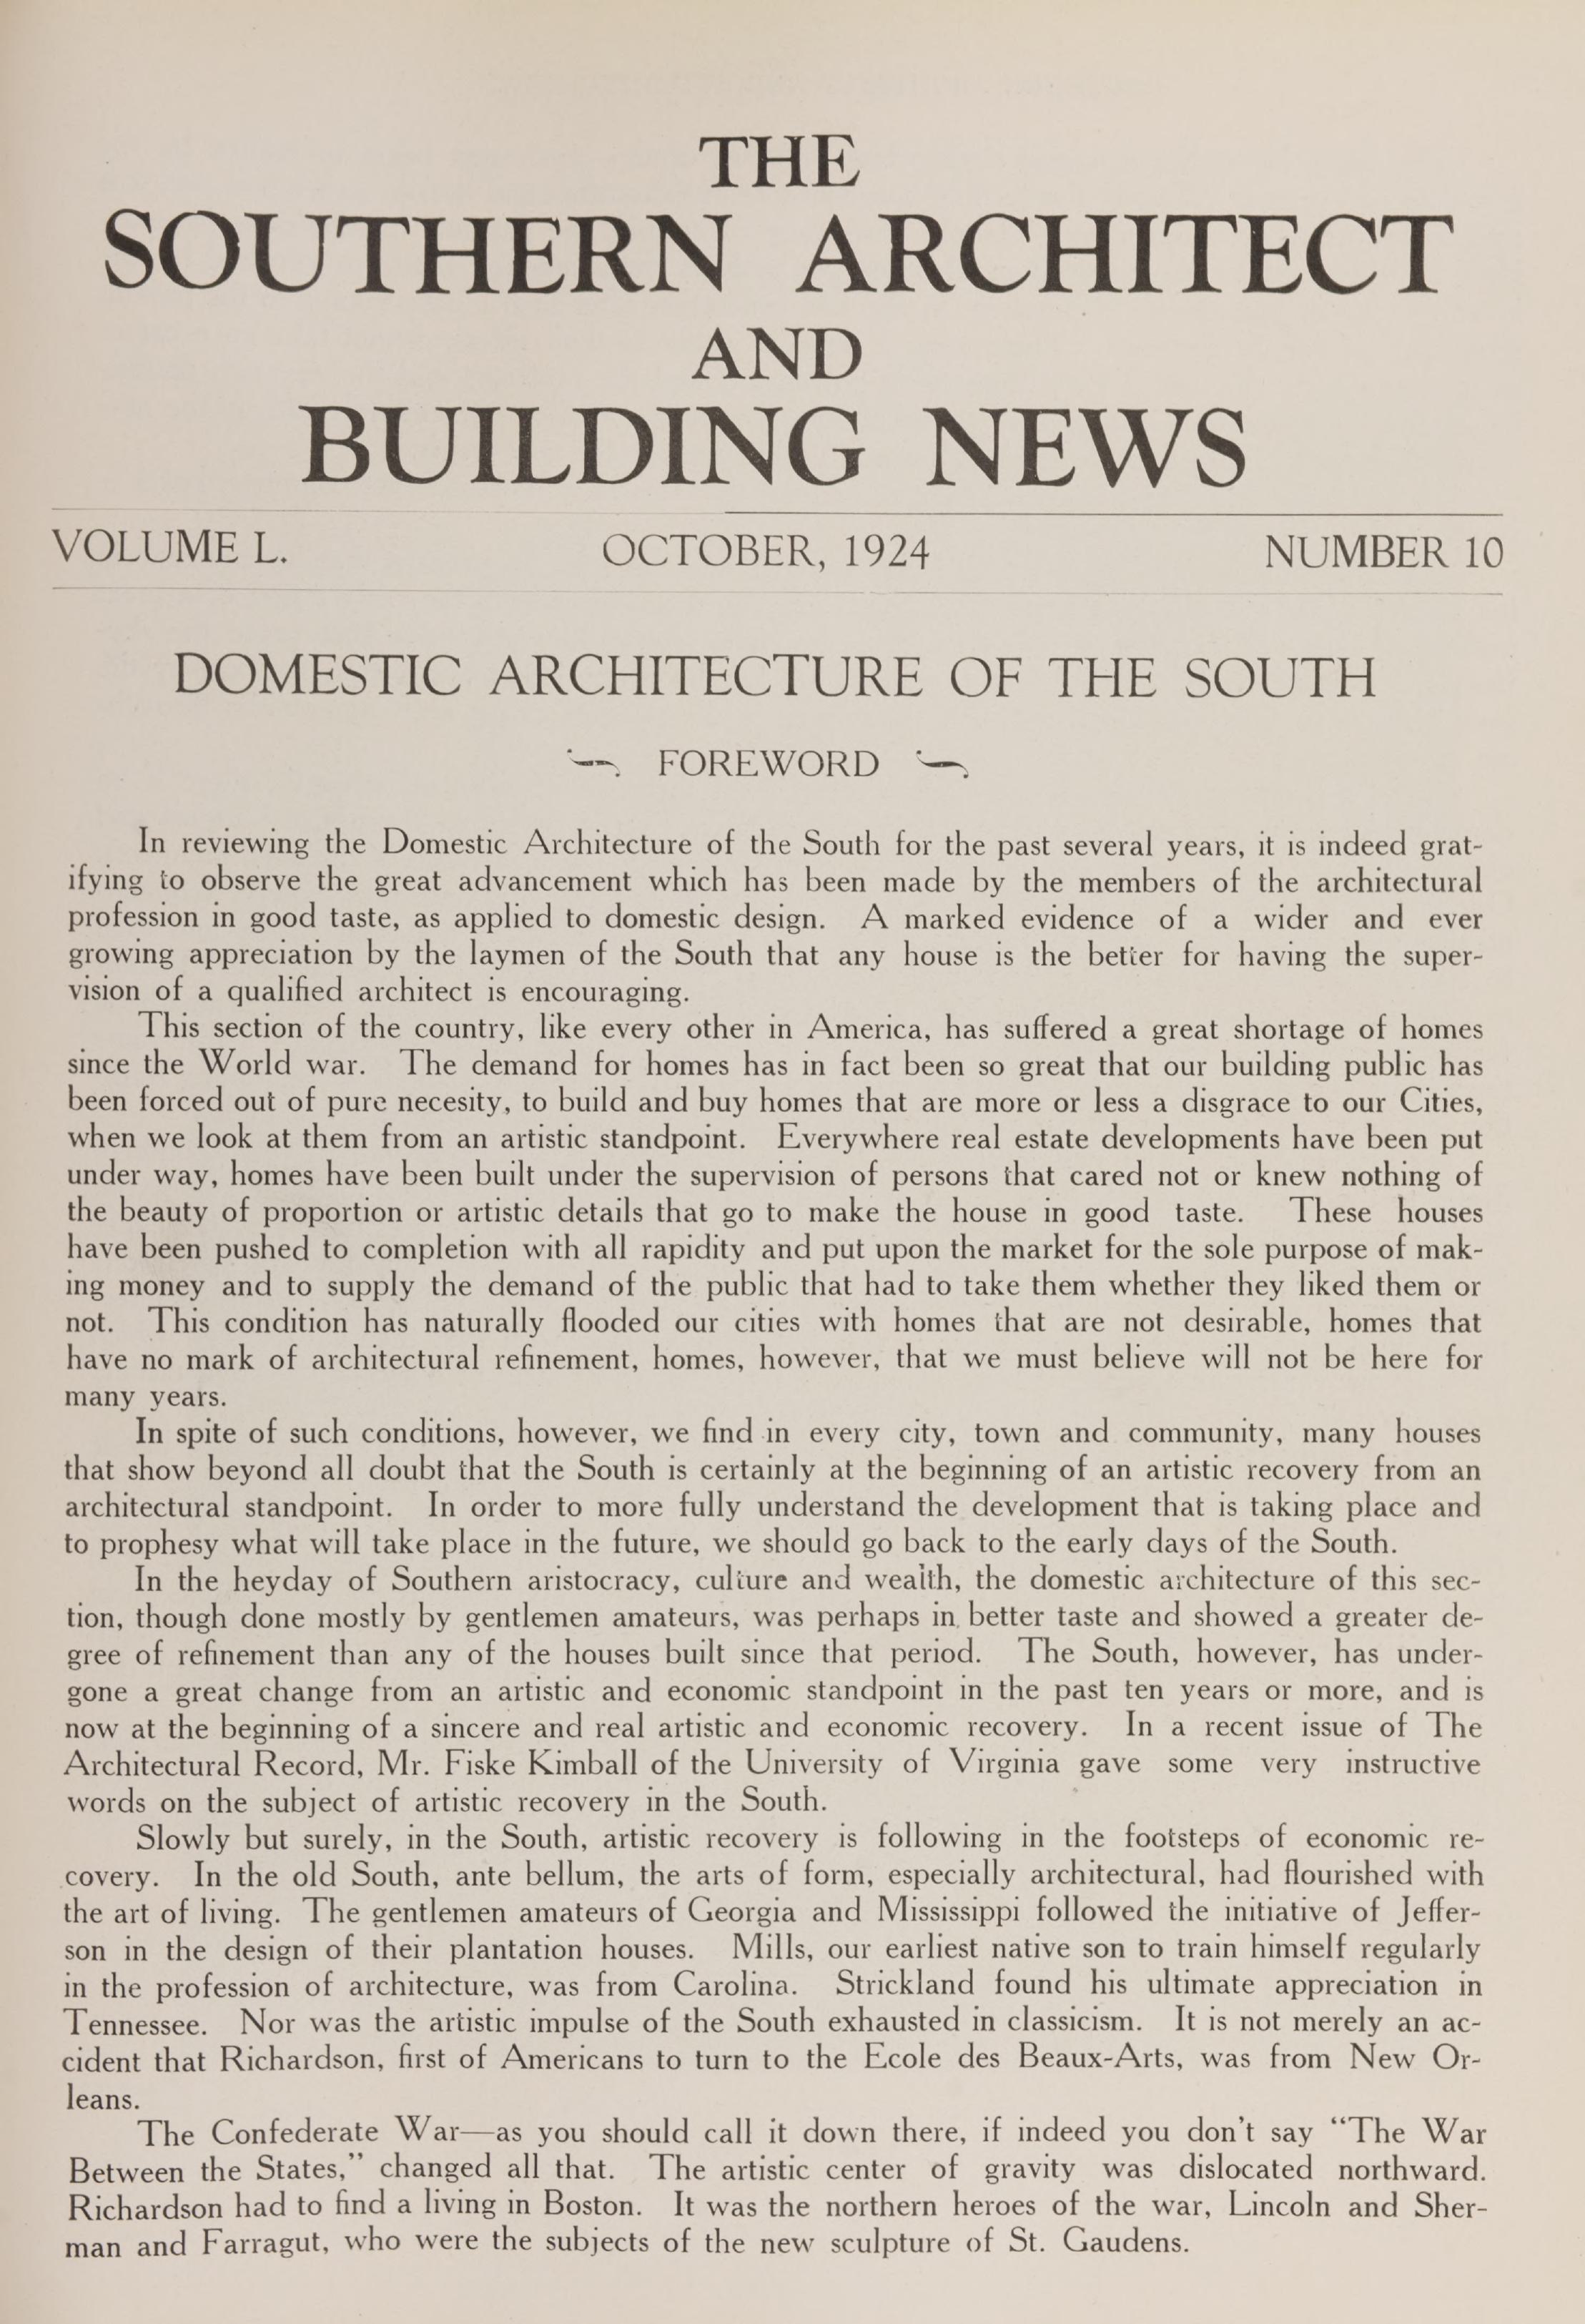 THE
SOUTHERN ARCHITECT
AND
BUILDING NEWS
VOLUME L. OCTOBER, 1924 NUMBER 10
DOMESTIC ARCHITECTURE OF THE SOUTH
FOREWORD
In reviewing the Domestic Architecture of the South for the past several years, it is indeed grat-
ifying to observe the great advancement which has been made by the members of the architectural
profession in good taste, as applied to domestic design. A marked evidence of a wider and ever
growing appreciation by the laymen of the South that any house is the better for having the super-
vision of a qualified architect is encouraging.
This section of the country, like every other in America, has suffered a great shortage of homes
since the World war. The demand for homes has in fact been so great that our building public has
been forced out of pure necesity, to build and buy homes that are more or less a disgrace to our Cities,
when we look at them from an artistic standpoint. Everywhere real estate developments have been put
under way, homes have been built under the supervision of persons that cared not or knew nothing of
the beauty of proportion or artistic details that go to make the house in good taste. These houses
have been pushed to completion with all rapidity and put upon the market for the sole purpose of mak-
ing money and to supply the demand of the public that had to take them whether they liked them or
not. This condition has naturally flooded our cities with homes that are not desirable, homes that
have no mark of architectural refinement, homes, however, that we must believe will not be here for
many years.
In spite of such conditions, however, we find in every city, town and community, many houses
that show beyond all doubt that the South is certainly at the beginning of an artistic recovery from an
architectural standpoint. In order to more fully understand the development that is taking place and
to prophesy what will take place in the future, we should go back to the early days of the South.
In the heyday of Southern aristocracy, culture and wealth, the domestic architecture of this sec-
tion, though done mostly by gentlemen amateurs, was perhaps in better taste and showed a greater de-
gree of refinement than any of the houses built since that period. The South, however, has under-
gone a great change from an artistic and economic standpoint in the past ten years or more, and is
now at the beginning of a sincere and real artistic and economic recovery. In a recent issue of The
Architectural Record, Mr. Fiske Kimball of the University of Virginia gave some very instructive
words on the subject of artistic recovery in the South.
Slowly but surely, in the South, artistic recovery is following in the footsteps of economic re-
covery. In the old South, ante bellum, the arts of form, especially architectural, had flourished with
the art of living. The gentlemen amateurs of Georgia and Mississippi followed the initiative of Jeffer-
son in the design of their plantation houses. Mills, our earliest native son to train himself regularly
in the profession of architecture, was from Carolina. Strickland found his ultimate appreciation in
Tennessee. Nor was the artistic impulse of the South exhausted in classicism. It is not merely an ac-
cident that Richardson, first of Americans to turn to the Ecole des Beaux-Arts, was from New Or-
leans.
The Confederate War—as you should call it down there, if indeed you don't say "The War
Between the States," changed all that. The artistic center of gravity was dislocated northward.
Richardson had to find a living in Boston. It was the northern heroes of the war, Lincoln and Sher-
man and Farragut, who were the subjects of the new sculpture of St. Gaudens.